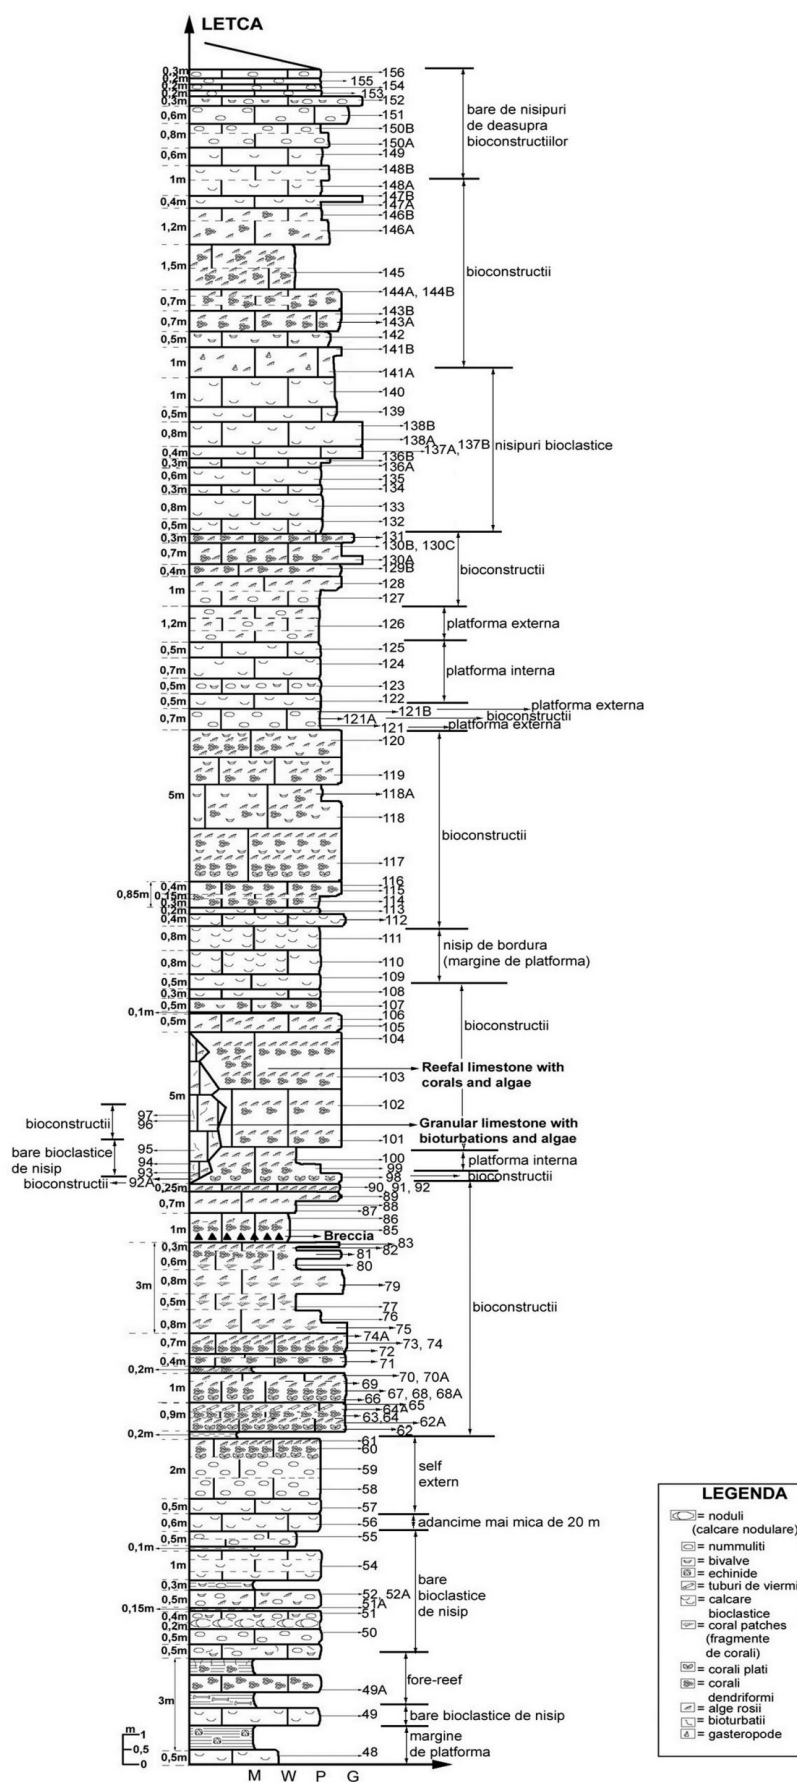 LETCA
0,3m
156
0,2m
155
0,2m
154
0,2m
153
0,3m
152
0,6m
151
bare de nisipuri
de deasupra
bioconstructiilor
150B
0,8m
150A
0,6m
149
148B
1m
148A
147B
0,4m
147A
146B
1,2m
146A
1,5m
bioconstructii
145
144A, 144B
0,7m
143B
0,7m
143A
0,5m
142
141B
1m
141A
1m
140
0,5m
139
138B
0,8m
138A
137B
nisipuri bioclastice
0,4m
137A,
136B
0,3m
136A
0,6m
135
0,3m
134
0,8m
133
0,5m
132
0,3m
131
130B, 130C
0,7m
130A
0,4m
129B
bioconstructii
1m
128
127
1,2m
126
platforma externa
0,5m
125
0,7m
124
platforma interna
0,5m
123
0,5m
122
platforma externa
121B
0,7m
121A
bioconstructii
121
platforma externa
120
119
5m
118A
118
bioconstructii
117
116
0,4m
115
0,85m
0,15m
114
0,3m
113
0,2m
0,4m
112
0,8m
111
nisip de bordura
(margine de platforma)
0,8m
110
0,5m
109
0,3m
108
0,5m
107
0,1m
106
0,5m
105
bioconstructii
104
Reefal limestone with
corals and algae
103
5m
102
97
bioconstructii
96
Granular limestone with
bioturbations and algae
101
bare bioclastice
de nisip
95
100
94
99
platforma interna
93
98
bioconstructii
bioconstructii
92A
0,25m
90, 91, 92
89
0,7m
88
87
86
1m
85
Breccia
83
0,3m
82
81
0,6m
80
3m
0,8m
79
0,5m
77
bioconstructii
76
0,8m
75
74A
0,7m
73, 74
72
0,4m
71
0,2m
70, 70A
1m
69
67, 68, 68A
66
65
64A
0,9m
63,64
62A
0,2m
62
61
60
2m
59
self
extern
58
0,5m
57
0,6m
56
adancime mai mica de 20 m
0,5m
55
0,1m
1m
54
bare
bioclastice
de nisip
0,3m
52, 52A
0,5m
51A
0,15m
0,4m
51
0,2m
0,5m
50
0,5m
fore-reef
49A
3m
49
bare bioclastice de nisip
margine
de platforma
0,5m
48
m
1
0,5
0
M W P G
LEGENDA
= noduli
(calcare nodulare)
= nummuliti
= bivalve
= echinide
= tuburi de viermi
= calcare
bioclastice
= coral patches
(fragmente
de corali)
= corali plati
= corali
dendriformi
= alge rosii
= bioturbatii
= gasteropode